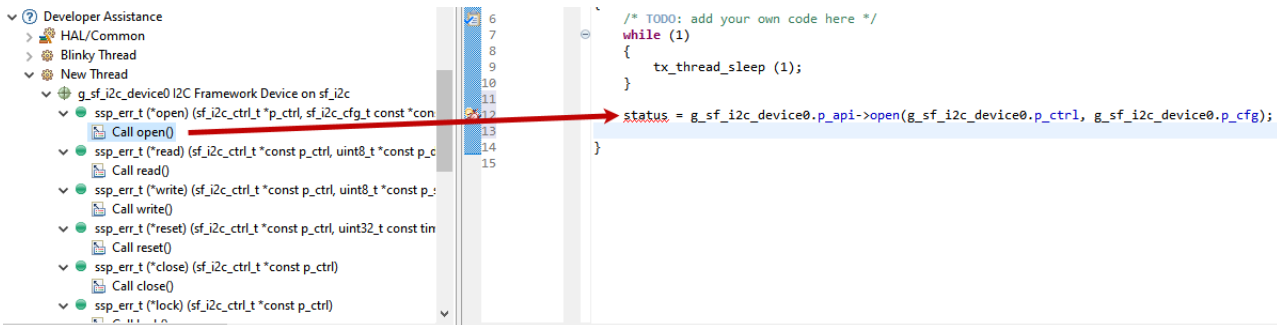 Developer Assistance
HAL/Common
Blinky Thread
New Thread
g_sf_i2c_device0 I2C Framework Device on sf_i2c
ssp_err_t (*open) (sf_i2c_ctrl_t *p_ctrl, sf_i2c_cfg_t const *con
Call open()
ssp_err_t (*read) (sf_i2c_ctrl_t *const p_ctrl, uint8_t *const p_c
Call read()
ssp_err_t (*write) (sf_i2c_ctrl_t *const p_ctrl, uint8_t *const p_s
Call write()
ssp_err_t (*reset) (sf_i2c_ctrl_t *const p_ctrl, uint32_t const tim
Call reset()
ssp_err_t (*close) (sf_i2c_ctrl_t *const p_ctrl)
Call close()
ssp_err_t (*lock) (sf_i2c_ctrl_t *const p_ctrl)
{
6 /* TODO: add your own code here */
7 while (1)
8 {
9 tx_thread_sleep (1);
10 }
11
12 status = g_sf_i2c_device0.p_api->open(g_sf_i2c_device0.p_ctrl, g_sf_i2c_device0.p_cfg);
13
14 }
15